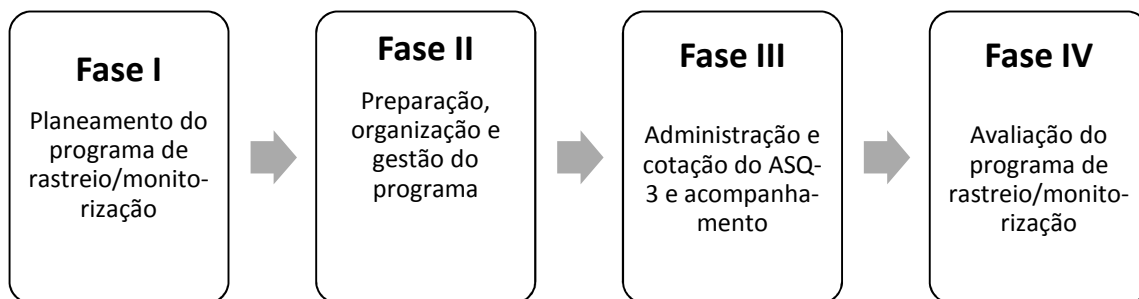 Fase I
Planeamento do
programa de
rastreio/monito-
rização
Fase II
Preparação,
organização e
gestão do
programa
Fase III
Administração e
cotação do ASQ-
3 e acompanha-
mento
Fase IV
Avaliação do
programa de
rastreio/monito-
rização